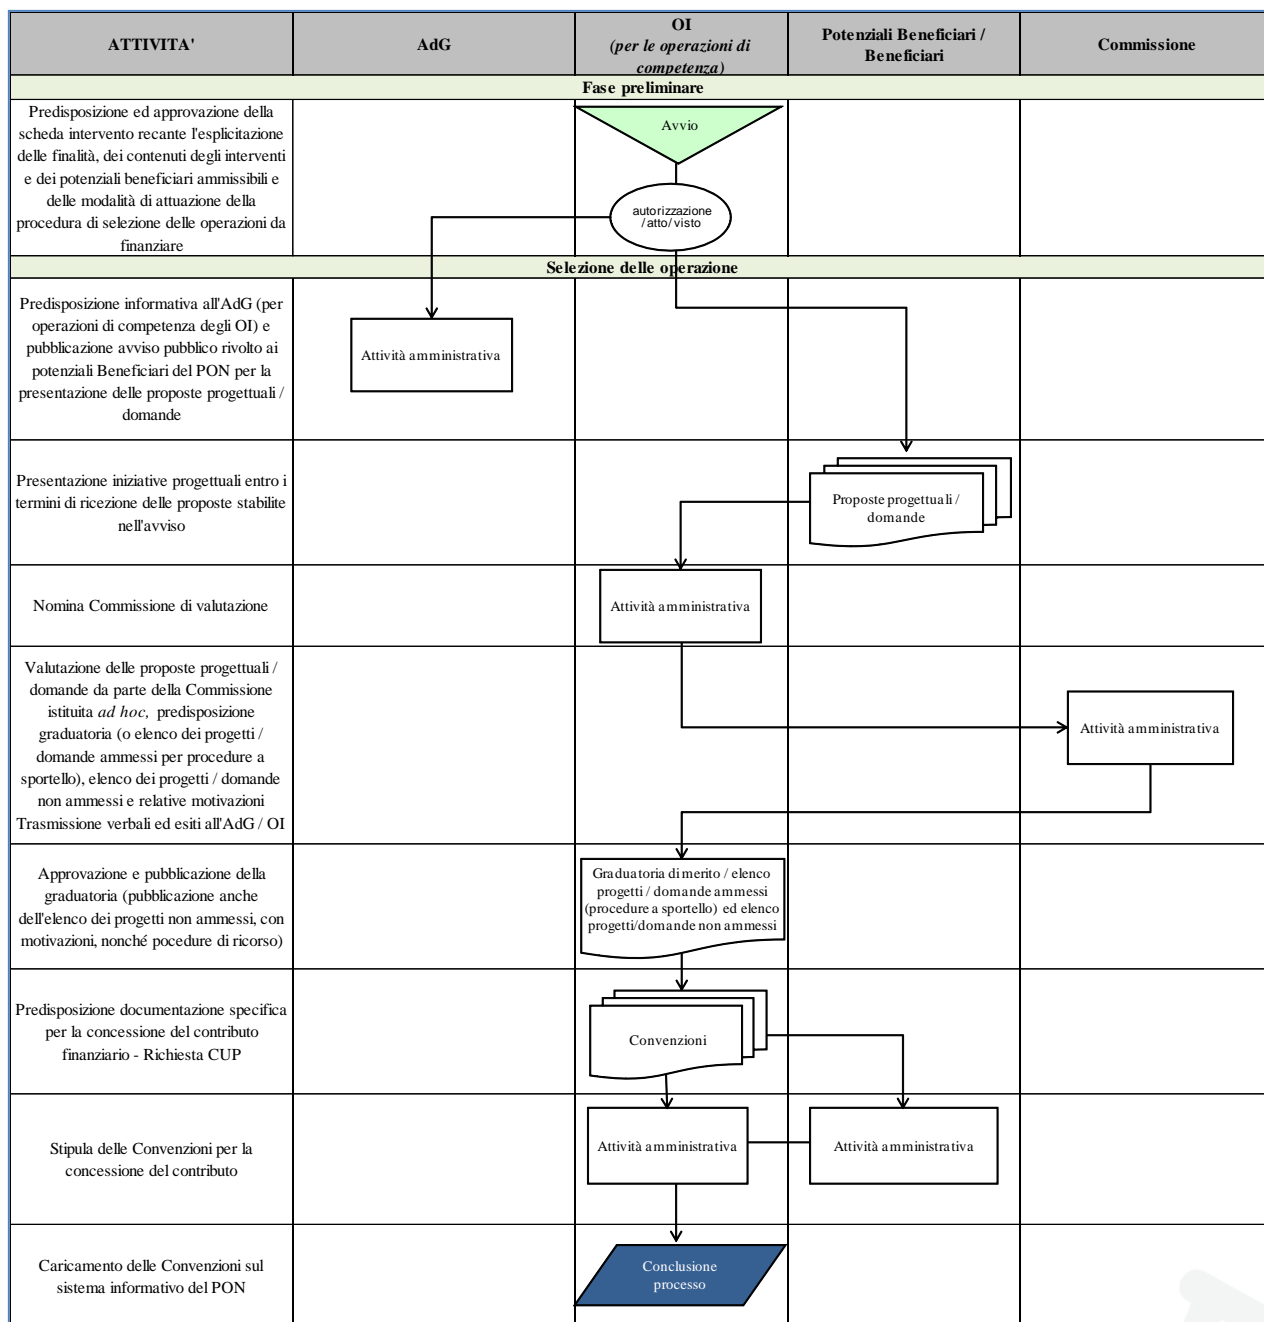 ATTIVITA'
AdG
OI
(per le operazioni di
competenza)
Potenziali Beneficiari /
Beneficiari
Commissione
Fase preliminare
Predisposizione ed approvazione della
scheda intervento recante l'esplicitazione
delle finalità, dei contenuti degli interventi
e dei potenziali beneficiari ammissibili e
delle modalità di attuazione della
procedura di selezione delle operazioni da
finanziare
Avvio
autorizzazione
/atto/visto
Selezione delle operazione
Predisposizione informativa all'AdG (per
operazioni di competenza degli OI) e
pubblicazione avviso pubblico rivolto ai
potenziali Beneficiari del PON per la
presentazione delle proposte progettuali /
domande
Attività amministrativa
Presentazione iniziative progettuali entro i
termini di ricezione delle proposte stabilite
nell'avviso
Proposte progettuali /
domande
Nomina Commissione di valutazione
Attività amministrativa
Valutazione delle proposte progettuali /
domande da parte della Commissione
istituita ad hoc, predisposizione
graduatoria (o elenco dei progetti /
domande ammessi per procedure a
sportello), elenco dei progetti / domande
non ammessi e relative motivazioni
Trasmissione verbali ed esiti all'AdG / OI
Attività amministrativa
Approvazione e pubblicazione della
graduatoria (pubblicazione anche
dell'elenco dei progetti non ammessi, con
motivazioni, nonché pocedure di ricorso)
Graduatoria di merito / elenco
progetti / domande ammessi
(procedure a sportello) ed elenco
progetti/domande non ammessi
Predisposizione documentazione specifica
per la concessione del contributo
finanziario - Richiesta CUP
Convenzioni
Stipula delle Convenzioni per la
concessione del contributo
Attività amministrativa
Attività amministrativa
Caricamento delle Convenzioni sul
sistema informativo del PON
Conclusione
processo